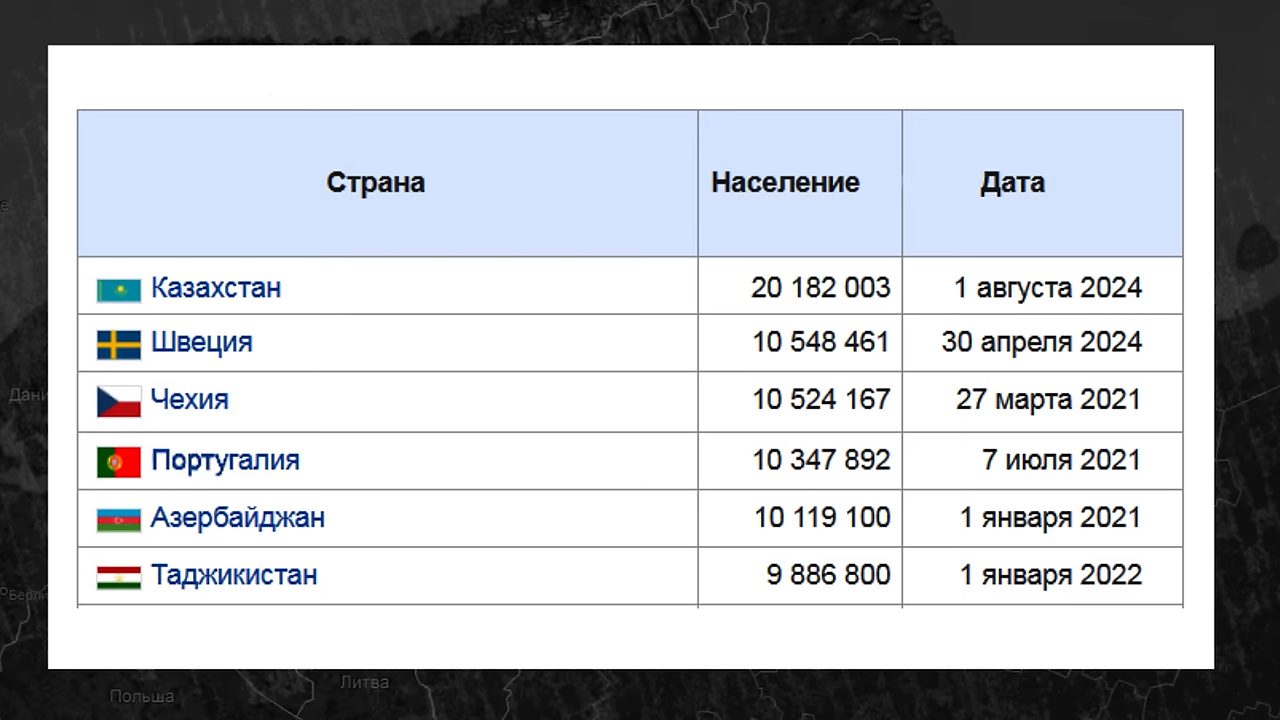 Страна Население Дата
Казахстан 20 182 003 1 августа 2024
Швеция 10 548 461 30 апреля 2024
Чехия 10 524 167 27 марта 2021
Португалия 10 347 892 7 июля 2021
Азербайджан 10 119 100 1 января 2021
Таджикистан 9 886 800 1 января 2022
Литва
Польша